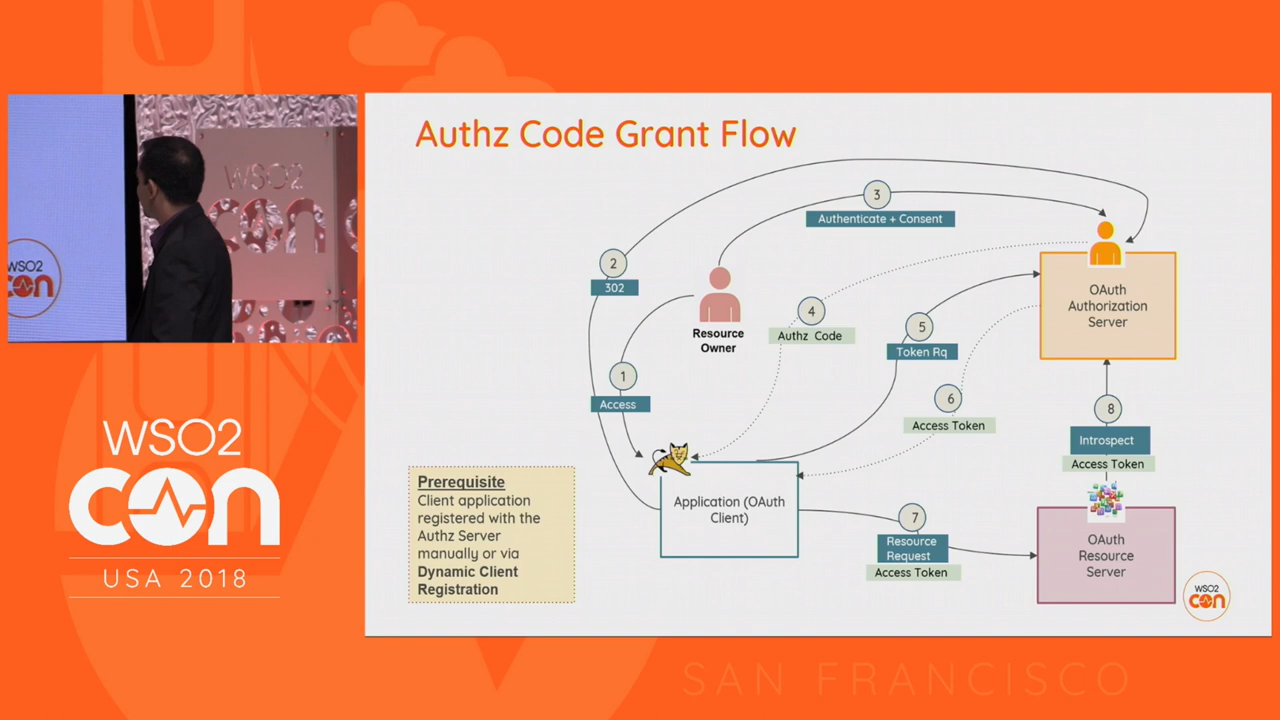 Authz Code Grant Flow
WSO2
con
WSO2
con
WSO2
con
USA 2018
3
Authenticate + Consent
2
302
Resource
Owner
4
Authz Code
5
Token Rq
OAuth
Authorization
Server
1
Access
6
Access Token
8
Introspect
Access Token
Prerequisite
Client application
registered with the
Authz Server
manually or via
Dynamic Client
Registration
Application (OAuth
Client)
7
Resource
Request
Access Token
OAuth
Resource
Server
WSO2
con
SAN FRANCISCO